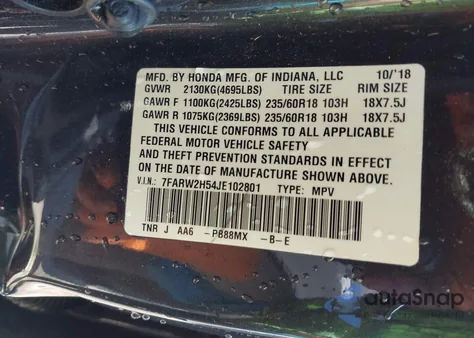 MFD. BY HONDA MFG. OF INDIANA, LLC 10/'18
GVWR 2130KG(4695LBS) TIRE SIZE RIM SIZE
GAWR F 1100KG(2425LBS) 235/60R18 103H 18X7.5J
GAWR R 1075KG(2369LBS) 235/60R18 103H 18X7.5J
THIS VEHICLE CONFORMS TO ALL APPLICABLE
FEDERAL MOTOR VEHICLE SAFETY
AND THEFT PREVENTION STANDARDS IN EFFECT
ON THE DATE OF MANUFACTURE SHOWN ABOVE.
V.I.N.: 7FARW2H54JE102801 TYPE: MPV
TNR J AA6 -PB88MX -B-E
autoSnap
www.autosnap.com